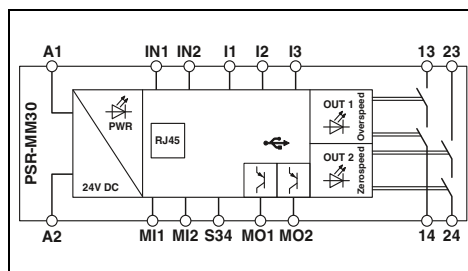 A1 IN1 IN2 I1 I2 I3 13 23
PSR-MM30
PWR
24V DC
RJ45
OUT 1
Overspeed
OUT 2
Zerospeed
A2 MI1 MI2 S34 MO1 MO2 14 24